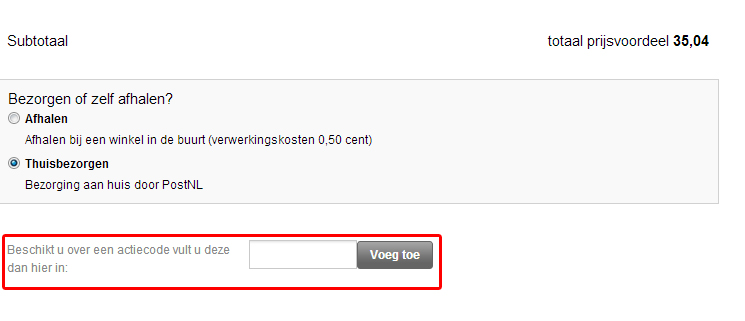 Subtotaal totaal prijsvoordeel 35,04
Bezorgen of zelf afhalen?
Afhalen
Afhalen bij een winkel in de buurt (verwerkingskosten 0,50 cent)
Thuisbezorgen
Bezorging aan huis door PostNL
Beschikt u over een actiecode vult u deze
dan hier in:
Voeg toe